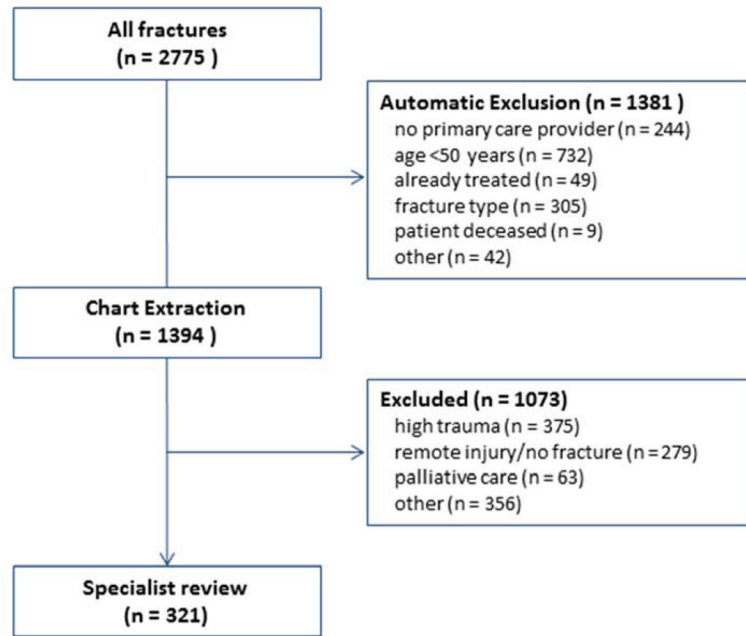 All fractures
(n = 2775 )
Automatic Exclusion (n = 1381 )
no primary care provider (n = 244)
age <50 years (n = 732)
already treated (n = 49)
fracture type (n = 305)
patient deceased (n = 9)
other (n = 42)
Chart Extraction
(n = 1394 )
Excluded (n = 1073)
high trauma (n = 375)
remote injury/no fracture (n = 279)
palliative care (n = 63)
other (n = 356)
Specialist review
(n = 321)